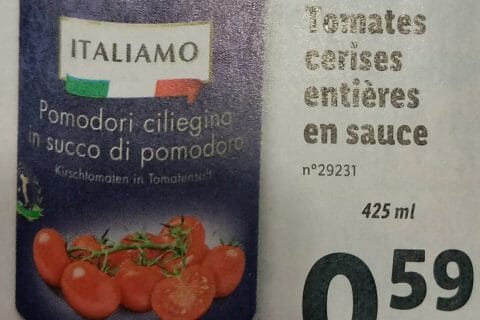 ITALIAMO
Pomodori ciliegina
in succo di pomodoro
Kirschtomaten in Tomatensaft
Tomates
cerises
entières
en sauce
n°29231
425 ml
0 59